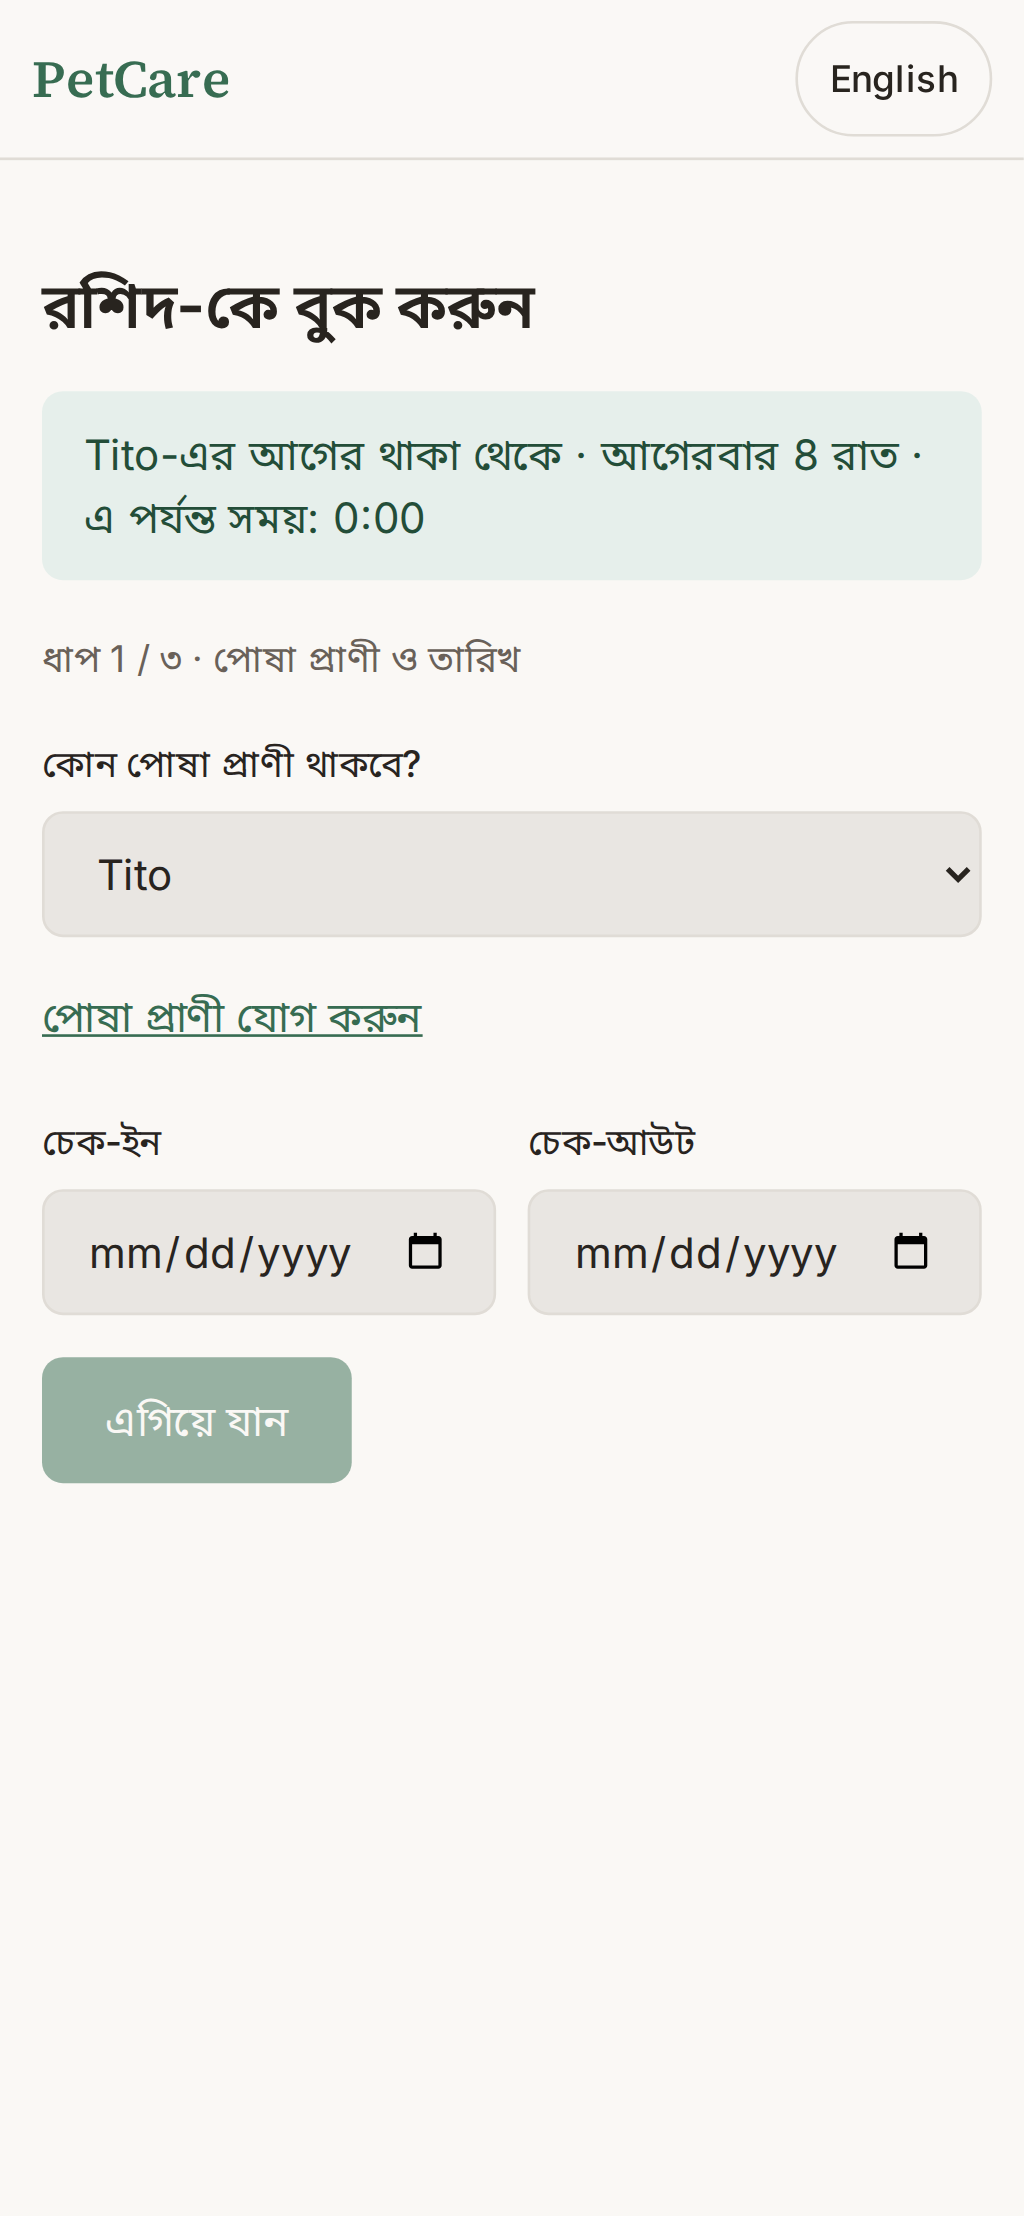 PetCare
English
রশিদ-কে বুক করুন
Tito-এর আগের থাকা থেকে · আগেরবার 8 রাত ·
এ পর্যন্ত সময়: 0:00
ধাপ 1 / ৩ · পোষা প্রাণী ও তারিখ
কোন পোষা প্রাণী থাকবে?
Tito
পোষা প্রাণী যোগ করুন
চেক-ইন
চেক-আউট
mm/dd/yyyy
mm/dd/yyyy
এগিয়ে যান